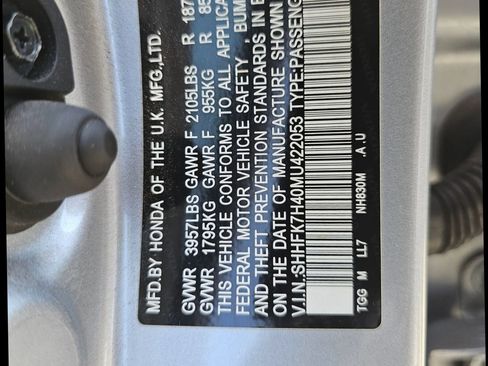 MFD.BY HONDA OF THE U.K. MFG.,LTD.
GVWR 3957LBS GAWR F 2105LBS R 187
GVWR 1795KG GAWR F 955KG R 85
THIS VEHICLE CONFORMS TO ALL APPLICA
FEDERAL MOTOR VEHICLE SAFETY , BUM
AND THEFT PREVENTION STANDARDS IN E
ON THE DATE OF MANUFACTURE SHOWN
V.I.N.:SHHFK7H40MU422053 TYPE:PASSENG
TGG M LL7 NH830M .A.U